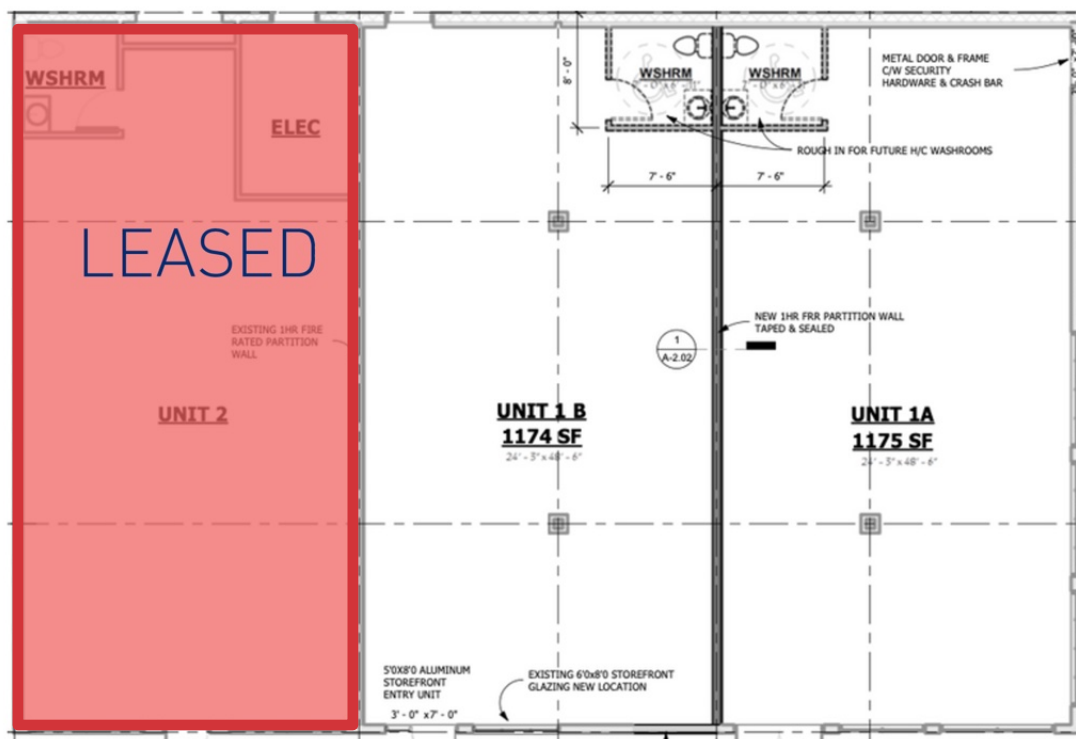 WSHRM
ELEC
LEASED
EXISTING 1HR FIRE
RATED PARTITION
WALL
UNIT 2
8' - 0"
WSHRM
WSHRM
METAL DOOR & FRAME
C/W SECURITY
HARDWARE & CRASH BAR
ROUGH IN FOR FUTURE H/C WASHROOMS
7' - 6"
7' - 6"
NEW 1HR FRR PARTITION WALL
TAPED & SEALED
1
A-2.02
UNIT 1 B
1174 SF
24' - 3" x 48' - 6"
UNIT 1A
1175 SF
24' - 3" x 48' - 6"
5'0X8'0 ALUMINUM
STOREFRONT
ENTRY UNIT
3' - 0" x7' - 0"
EXISTING 6'0x8'0 STOREFRONT
GLAZING NEW LOCATION